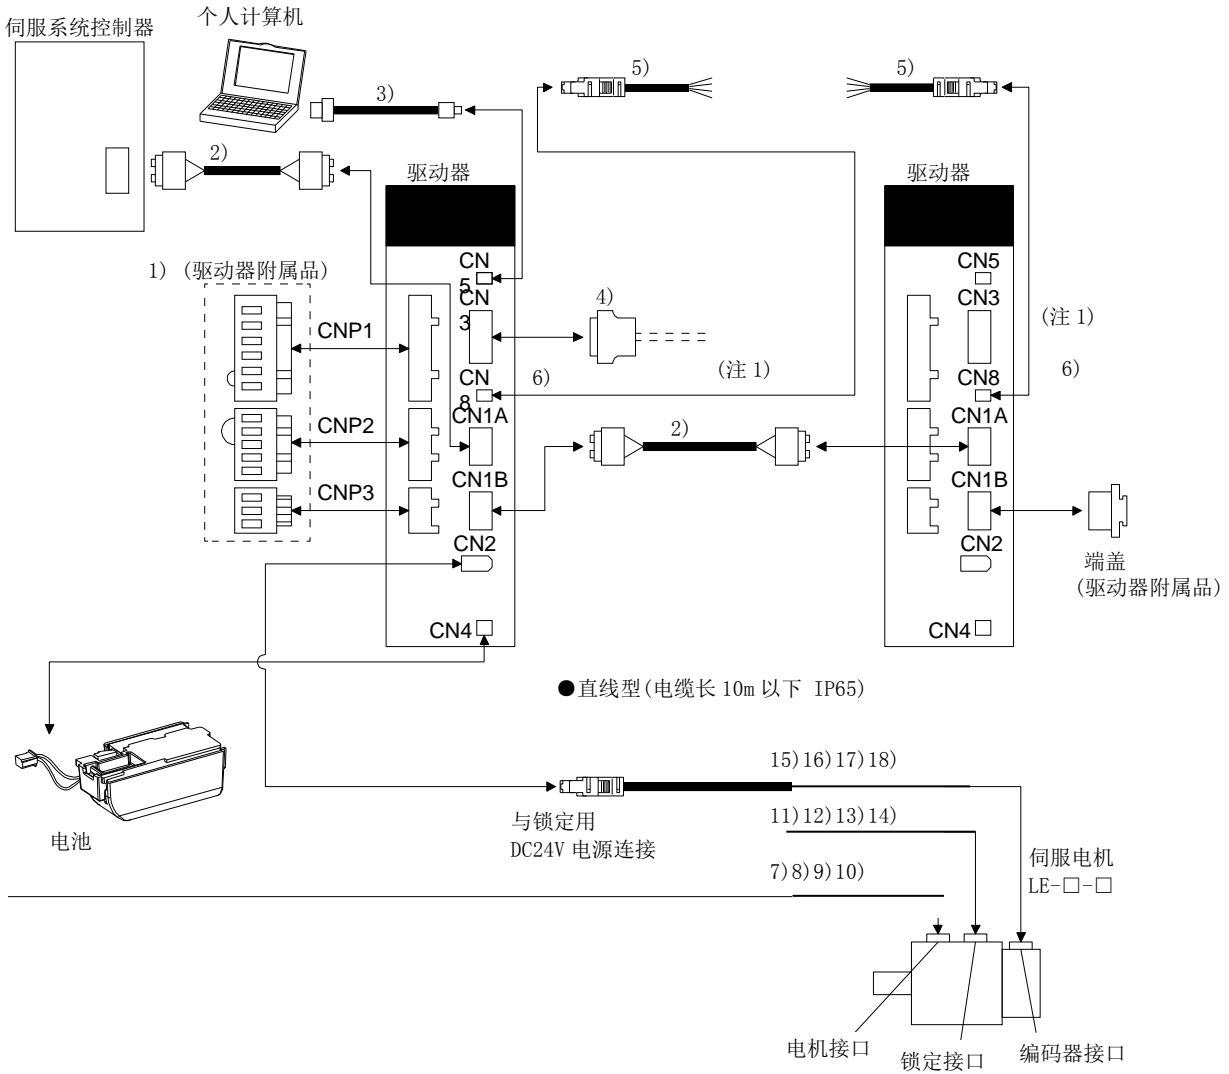 伺服系统控制器
个人计算机
5)
5)
3)
2)
驱动器
驱动器
1) (驱动器附属品)
CN
5
CN5
CN
3
4)
CN3
(注 1)
CNP1
(注 1)
6)
CN
8
CN8
6)
CN1A
CN1A
CNP2
2)
CN1B
CN1B
CNP3
CN2
CN2
端盖
(驱动器附属品)
CN4
CN4
●直线型(电缆长 10m 以下 IP65)
15)16)17)18)
与锁定用
DC24V 电源连接
11)12)13)14)
电池
7)8)9)10)
伺服电机
LE-□-□
电机接口
锁定接口
编码器接口